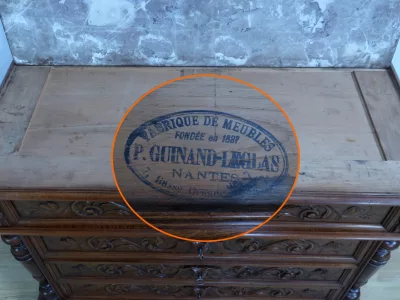 FABRIQUE DE MEUBLES
FONDÉE en 1887
P. GUINAND-LEGLAS
NANTES